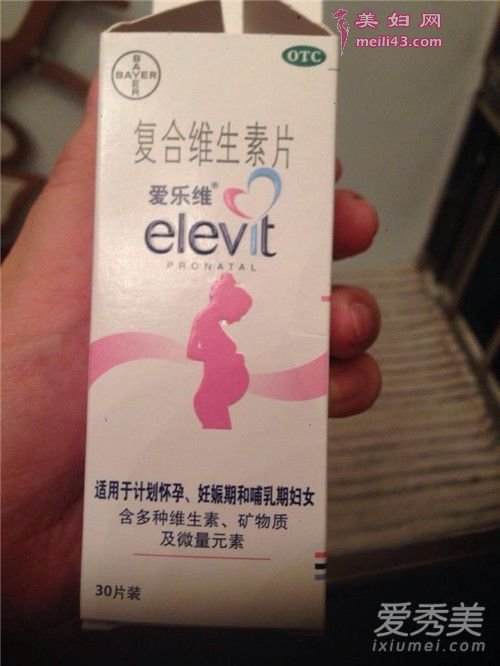 美妇网
meili43.com
BAYER
BAYER
OTC
复合维生素片
爱乐维®
elevit
PRONATAL
适用于计划怀孕、妊娠期和哺乳期妇女
含多种维生素、矿物质
及微量元素
30片装
爱秀美
ixiumei.com